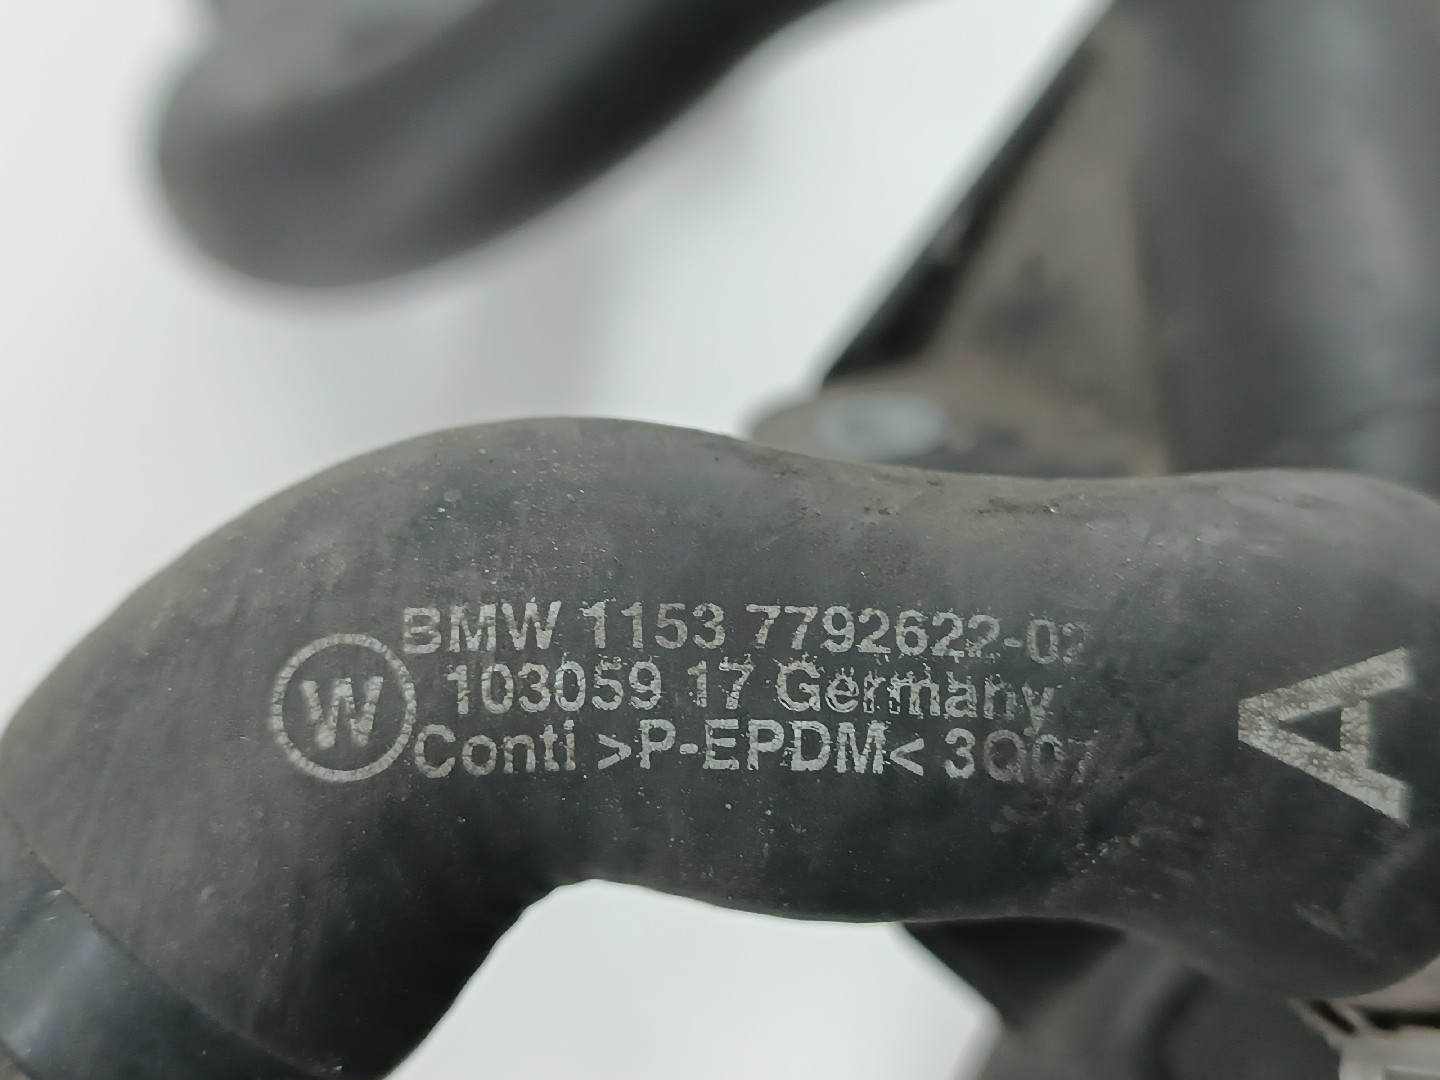 BMW 1153 7792622-02
W
103059 17 Germany
Conti >P-EPDM<
A